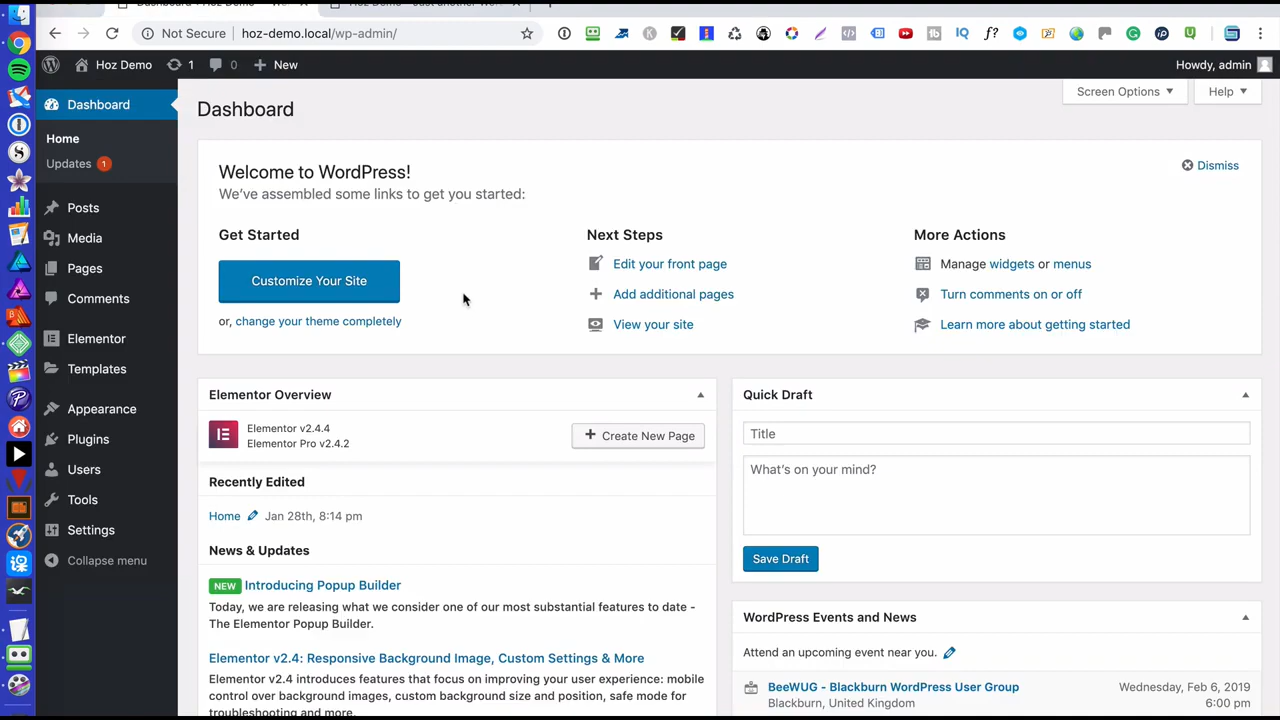 Not Secure hoz-demo.local/wp-admin/
Hoz Demo 1 0 New Howdy, admin
Dashboard
Home
Updates 1
Posts
Media
Pages
Comments
Elementor
Templates
Appearance
Plugins
Users
Tools
Settings
Collapse menu
Screen Options Help
Dashboard
Welcome to WordPress!
Dismiss
We've assembled some links to get you started:
Get Started
Customize Your Site
or, change your theme completely
Next Steps
Edit your front page
Add additional pages
View your site
More Actions
Manage widgets or menus
Turn comments on or off
Learn more about getting started
Elementor Overview
Elementor v2.4.4
Elementor Pro v2.4.2
Create New Page
Recently Edited
Home Jan 28th, 8:14 pm
News & Updates
NEW Introducing Popup Builder
Today, we are releasing what we consider one of our most substantial features to date -
The Elementor Popup Builder.
Elementor v2.4: Responsive Background Image, Custom Settings & More
Elementor v2.4 introduces features that focus on improving your user experience: mobile
control over background images, custom background size and position, safe mode for
troubleshooting and more.
Quick Draft
Title
What's on your mind?
Save Draft
WordPress Events and News
Attend an upcoming event near you.
BeeWUG - Blackburn WordPress User Group
Blackburn, United Kingdom
Wednesday, Feb 6, 2019
6:00 pm